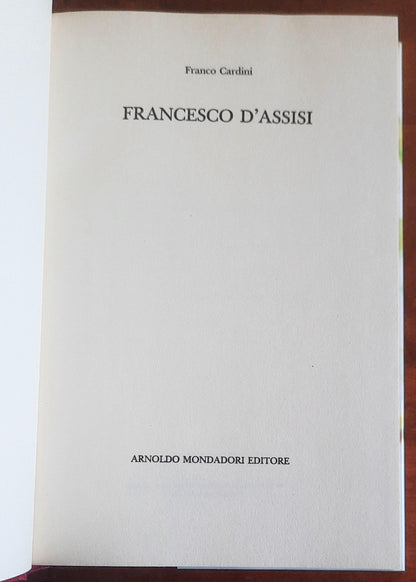 Franco Cardini
FRANCESCO D'ASSISI
ARNOLDO MONDADORI EDITORE